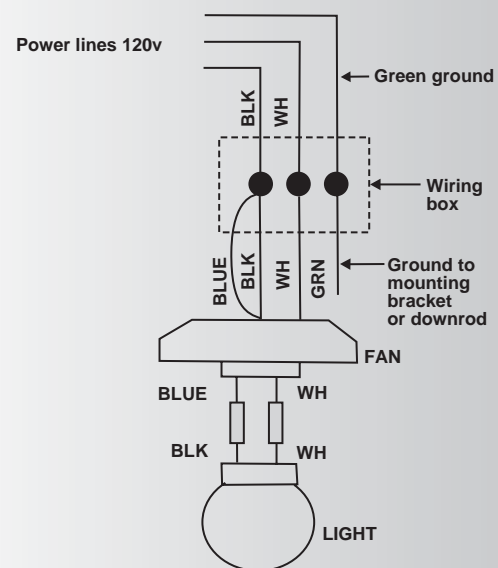 Power lines 120v
Green ground
BLK
WH
Wiring
box
BLUE
BLK
WH
GRN
Ground to
mounting
bracket
or downrod
FAN
BLUE
WH
BLK
WH
LIGHT